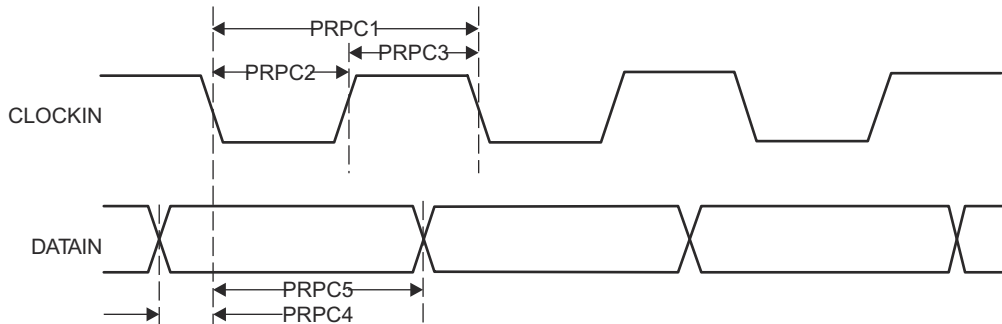 PRPC1
PRPC3
PRPC2
CLOCKIN
DATAIN
PRPC5
PRPC4